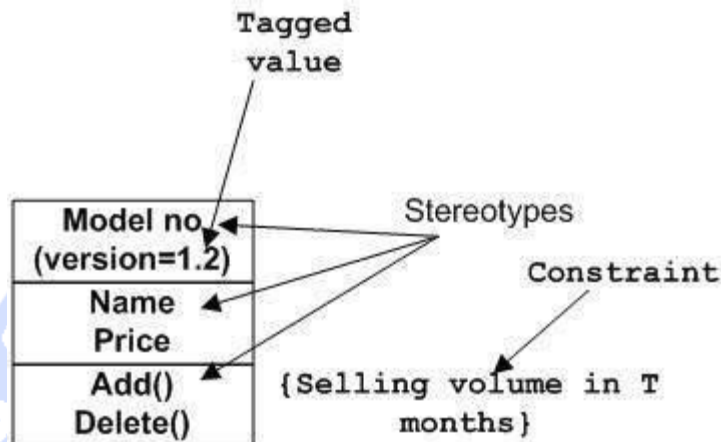 Tagged
value
Model no
(version=1.2)
Stereotypes
Constraint
Name
Price
Add()
Delete()
{Selling volume in T
months}